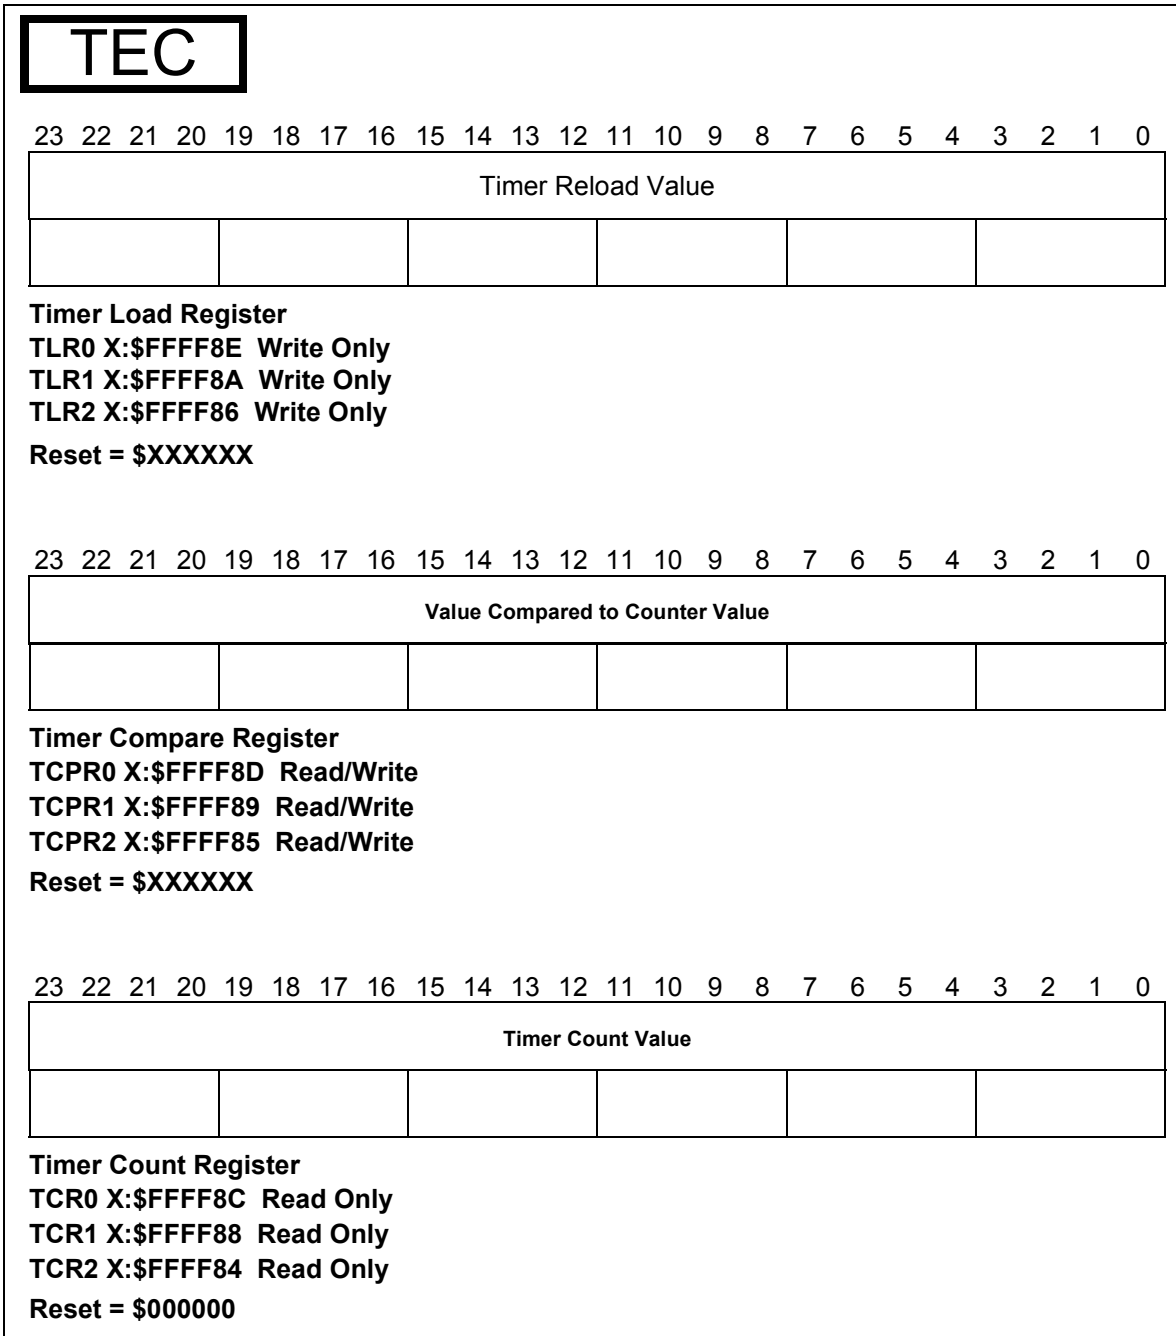 TEC
23 22 21 20 19 18 17 16 15 14 13 12 11 10 9 8 7 6 5 4 3 2 1 0
Timer Reload Value
Timer Load Register
TLR0 X:$FFFF8E Write Only
TLR1 X:$FFFF8A Write Only
TLR2 X:$FFFF86 Write Only
Reset = $XXXXXX
23 22 21 20 19 18 17 16 15 14 13 12 11 10 9 8 7 6 5 4 3 2 1 0
Value Compared to Counter Value
Timer Compare Register
TCPR0 X:$FFFF8D Read/Write
TCPR1 X:$FFFF89 Read/Write
TCPR2 X:$FFFF85 Read/Write
Reset = $XXXXXX
23 22 21 20 19 18 17 16 15 14 13 12 11 10 9 8 7 6 5 4 3 2 1 0
Timer Count Value
Timer Count Register
TCR0 X:$FFFF8C Read Only
TCR1 X:$FFFF88 Read Only
TCR2 X:$FFFF84 Read Only
Reset = $000000